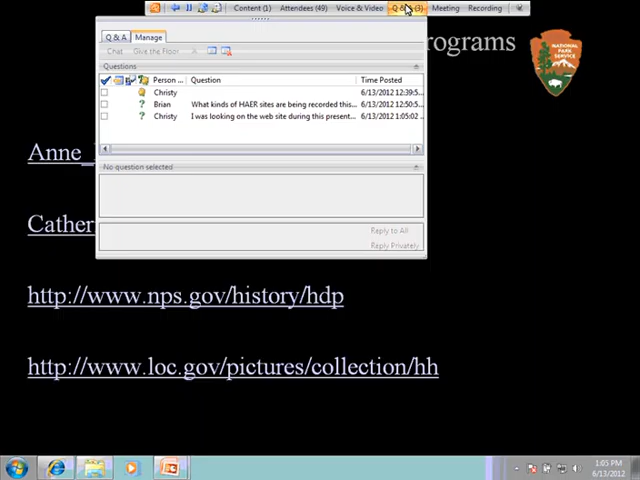 Content (1) Attendees (49) Voice & Video Q & A (3) Meeting Recording
rograms
NATIONAL
PARK
SERVICE
Q & A Manage
Chat Give the Floor
Questions
Person ... Question Time Posted
Christy 6/13/2012 12:39:5...
Brian What kinds of HAER sites are being recorded this... 6/13/2012 12:50:5...
Christy I was looking on the web site during this present... 6/13/2012 1:05:02 ...
Anne_
No question selected
Cather
Reply to All
Reply Privately
http://www.nps.gov/history/hdp
http://www.loc.gov/pictures/collection/hh
1:05 PM
6/13/2012